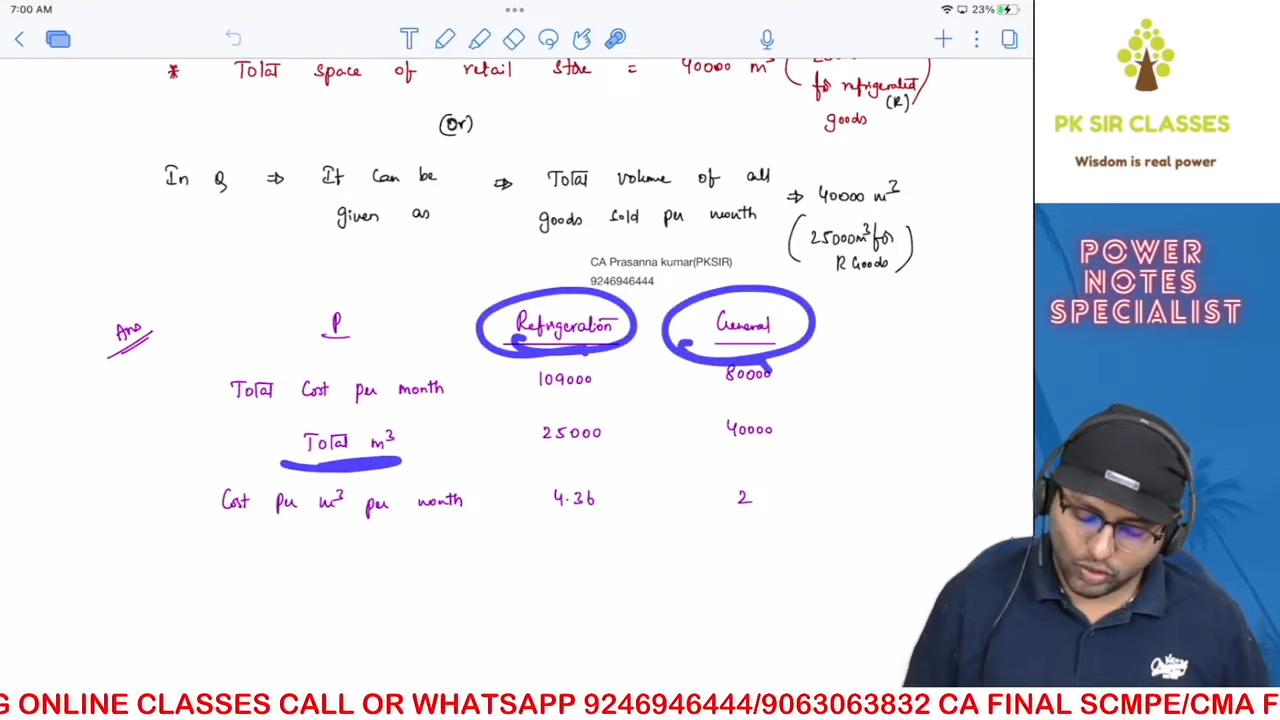 7:00 AM
23%
* Total space of retail store = 40000 m³
for refrigerated
(R)
goods
(Or)
In Q ⇒ It can be given as ⇒ Total volume of all goods sold per month ⇒ 40000 m³
(25000m³ for R Goods)
CA Prasanna kumar(PKSIR)
9246946444
Ans
P Refrigeration General
Total Cost per month 109000 80000
Total m³ 25000 40000
Cost per m³ per month 4.36 2
PK SIR CLASSES
Wisdom is real power
POWER
NOTES
SPECIALIST
G ONLINE CLASSES CALL OR WHATSAPP 9246946444/9063063832 CA FINAL SCMPE/CMA F